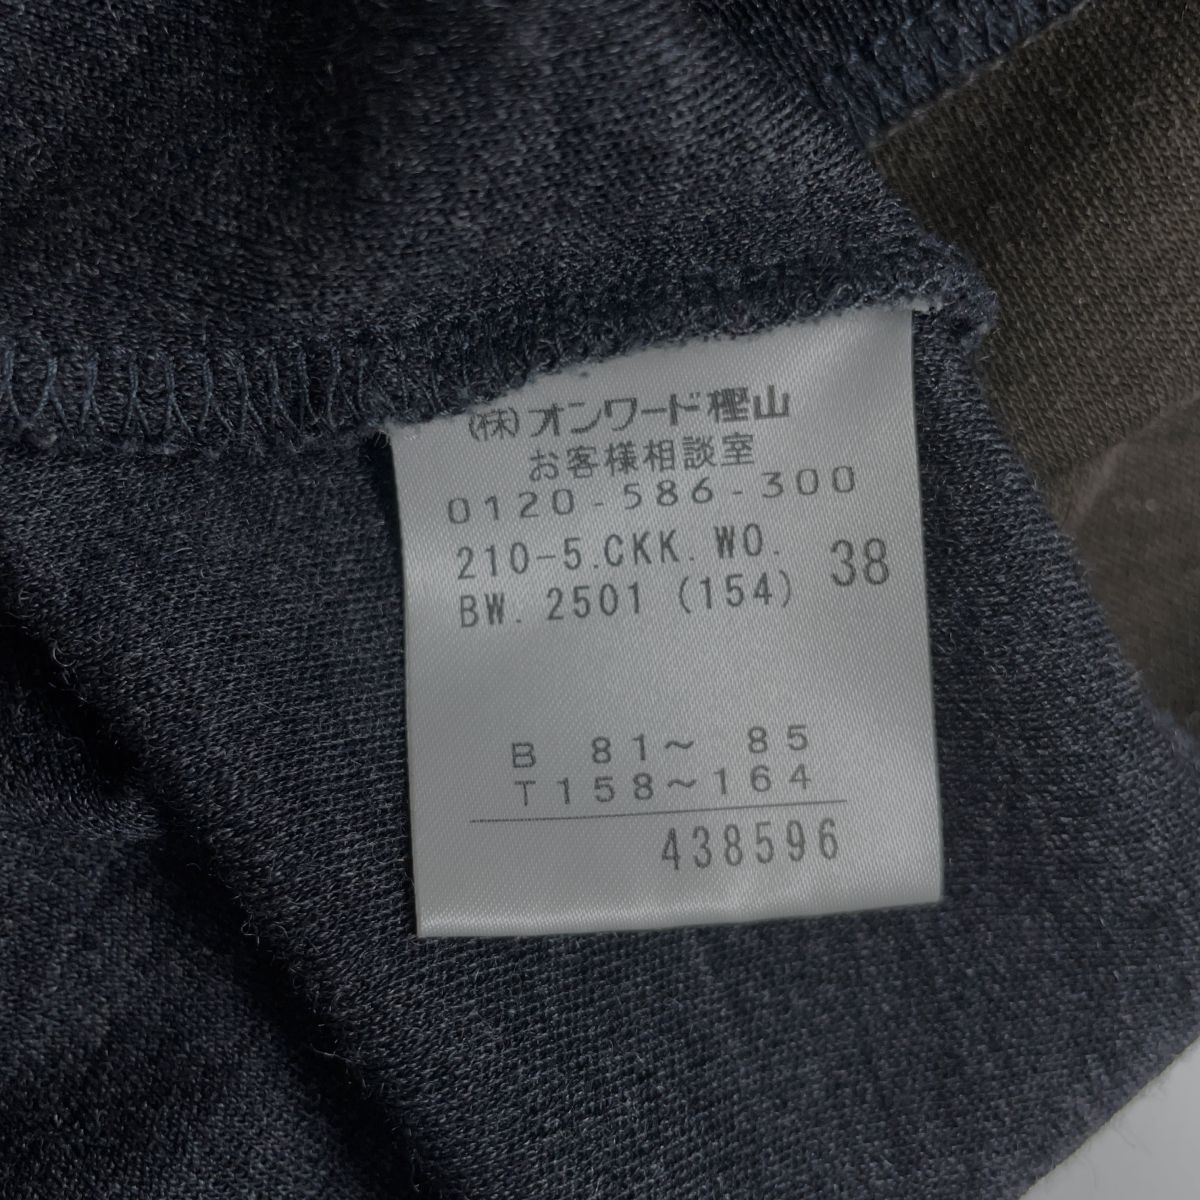 (株)オンワード樫山
お客様相談室
0120-586-300
210-5.CKK.WO. 38
BW.2501(154)
B 81～ 85
T158～164
438596